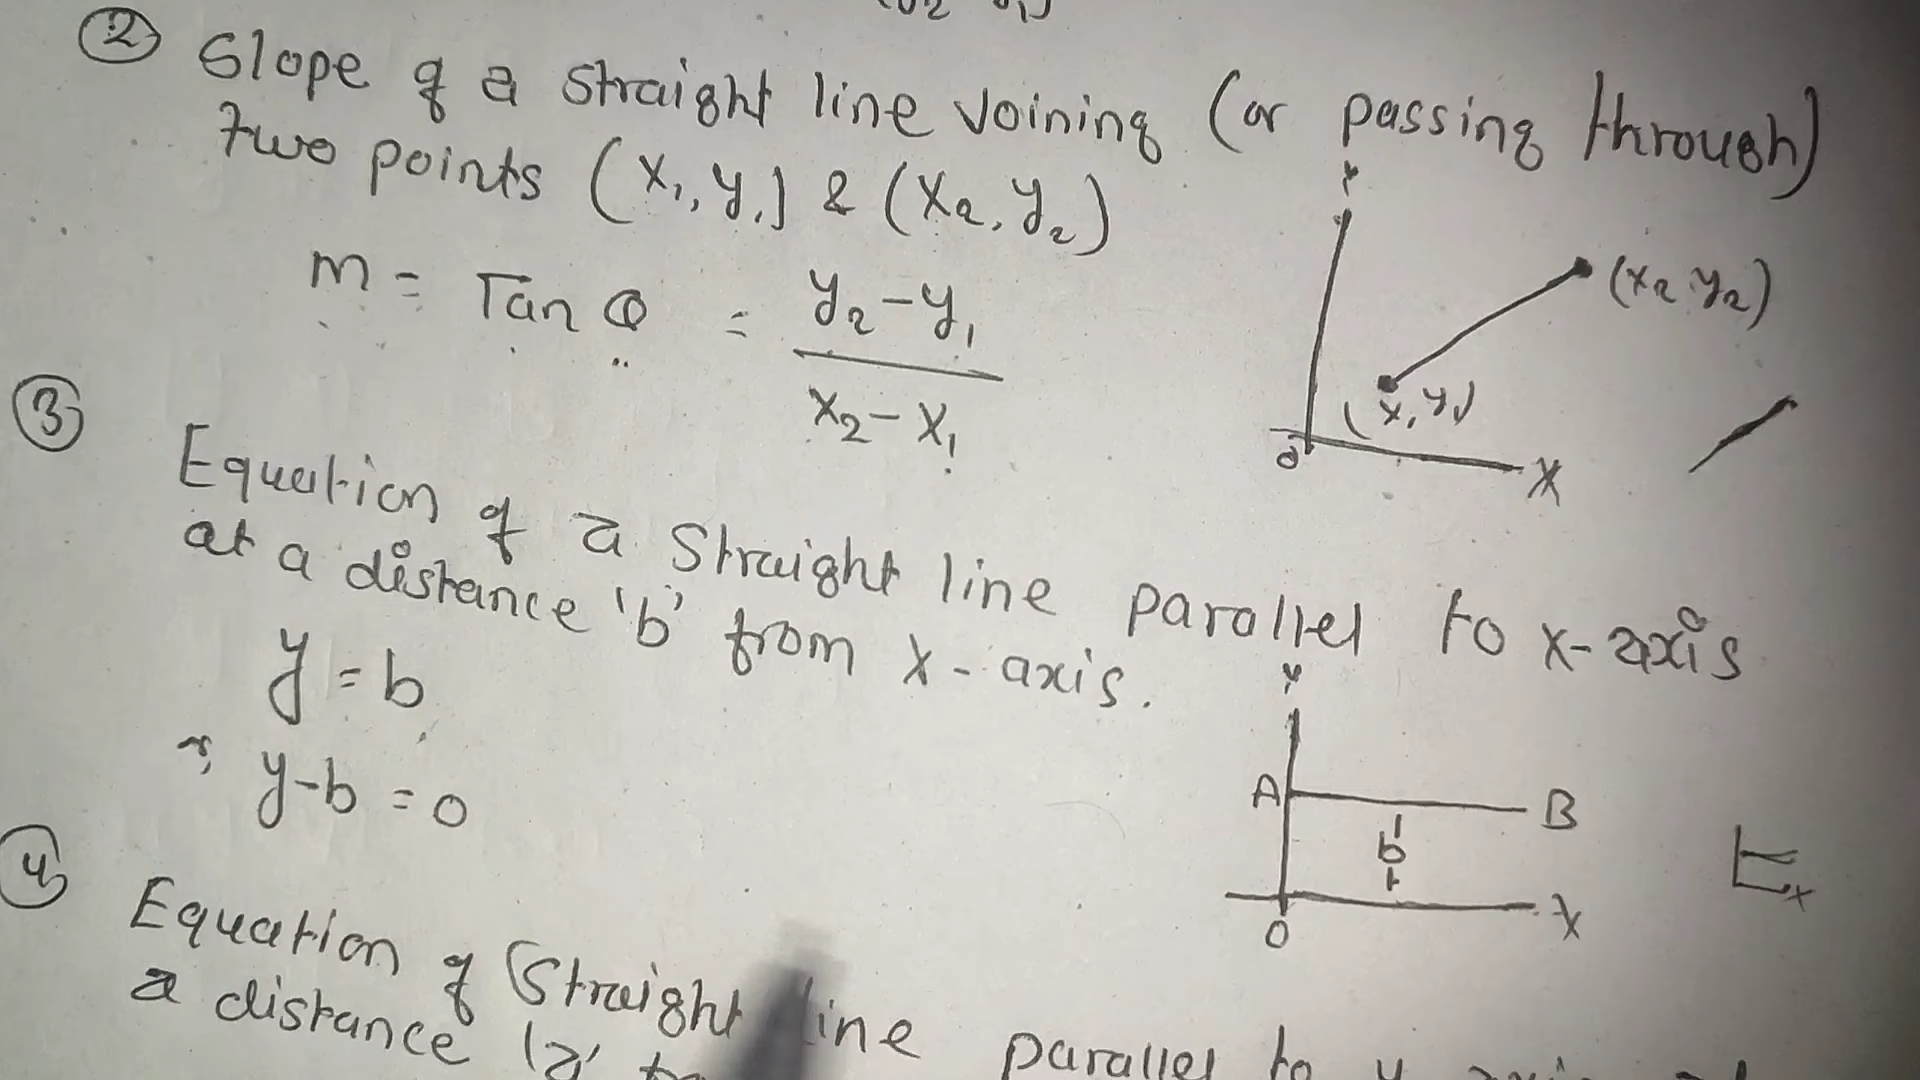 ② Slope of a straight line Joining (or passing through)
two points (x₁, y₁) & (x₂, y₂)
m = Tan θ = y₂-y₁
x₂-x₁
Y
(x₂ y₂)
(x₁ y₁)
O
X
③ Equation of a Straight line parallel to x-axis
at a distance 'b' from x-axis.
y = b
y-b = 0
Y
A
B
b
O
X
④ Equation of Straight line parallel to y
a distance 'a'